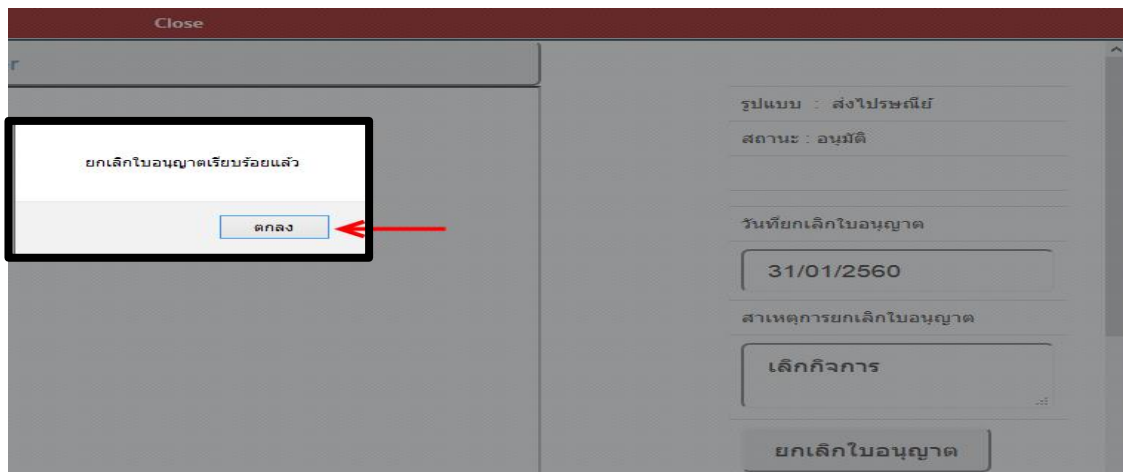 Close
r
รูปแบบ : ส่งไปรษณีย์
สถานะ : อนุมัติ
ยกเลิกใบอนุญาตเรียบร้อยแล้ว
ตกลง
วันที่ยกเลิกใบอนุญาต
31/01/2560
สาเหตุการยกเลิกใบอนุญาต
เลิกกิจการ
ยกเลิกใบอนุญาต